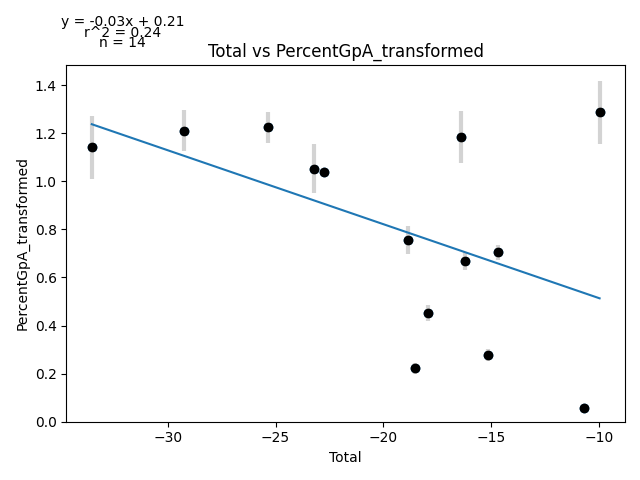 y = -0.03x + 0.21
r^2 = 0.24
n = 14
Total vs PercentGpA_transformed
1.4
1.2
1.0
0.8
0.6
0.4
0.2
0.0
PercentGpA_transformed
−30
−25
−20
−15
−10
Total